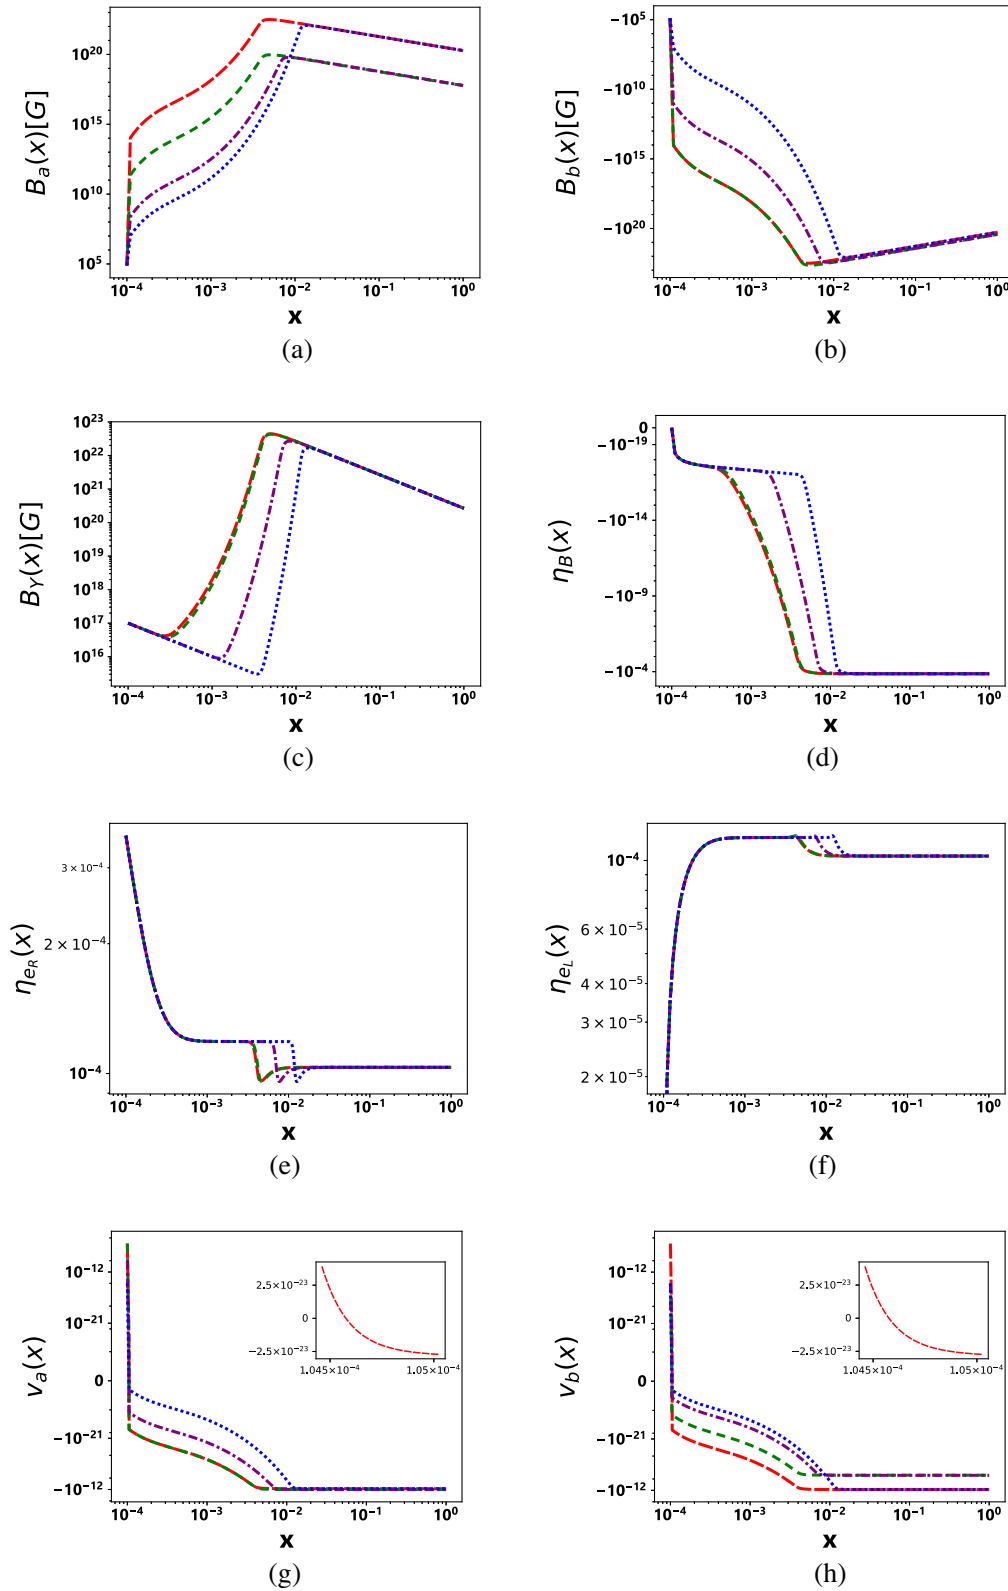 10^20
10^15
10^10
10^5
B_a(x)[G]
10^-4 10^-3 10^-2 10^-1 10^0
x
(a)
-10^5
-10^10
-10^15
-10^20
B_b(x)[G]
10^-4 10^-3 10^-2 10^-1 10^0
x
(b)
10^23
10^22
10^21
10^20
10^19
10^18
10^17
10^16
B_Y(x)[G]
10^-4 10^-3 10^-2 10^-1 10^0
x
(c)
0
-10^-19
-10^-14
-10^-9
-10^-4
η_B(x)
10^-4 10^-3 10^-2 10^-1 10^0
x
(d)
3 × 10^-4
2 × 10^-4
10^-4
η_{e_R}(x)
10^-4 10^-3 10^-2 10^-1 10^0
x
(e)
10^-4
6 × 10^-5
4 × 10^-5
3 × 10^-5
2 × 10^-5
η_{e_L}(x)
10^-4 10^-3 10^-2 10^-1 10^0
x
(f)
10^-12
10^-21
0
-10^-21
-10^-12
v_a(x)
2.5×10^-23
0
-2.5×10^-23
1.045×10^-4 1.05×10^-4
10^-4 10^-3 10^-2 10^-1 10^0
x
(g)
10^-12
10^-21
0
-10^-21
-10^-12
v_b(x)
2.5×10^-23
0
-2.5×10^-23
1.045×10^-4 1.05×10^-4
10^-4 10^-3 10^-2 10^-1 10^0
x
(h)